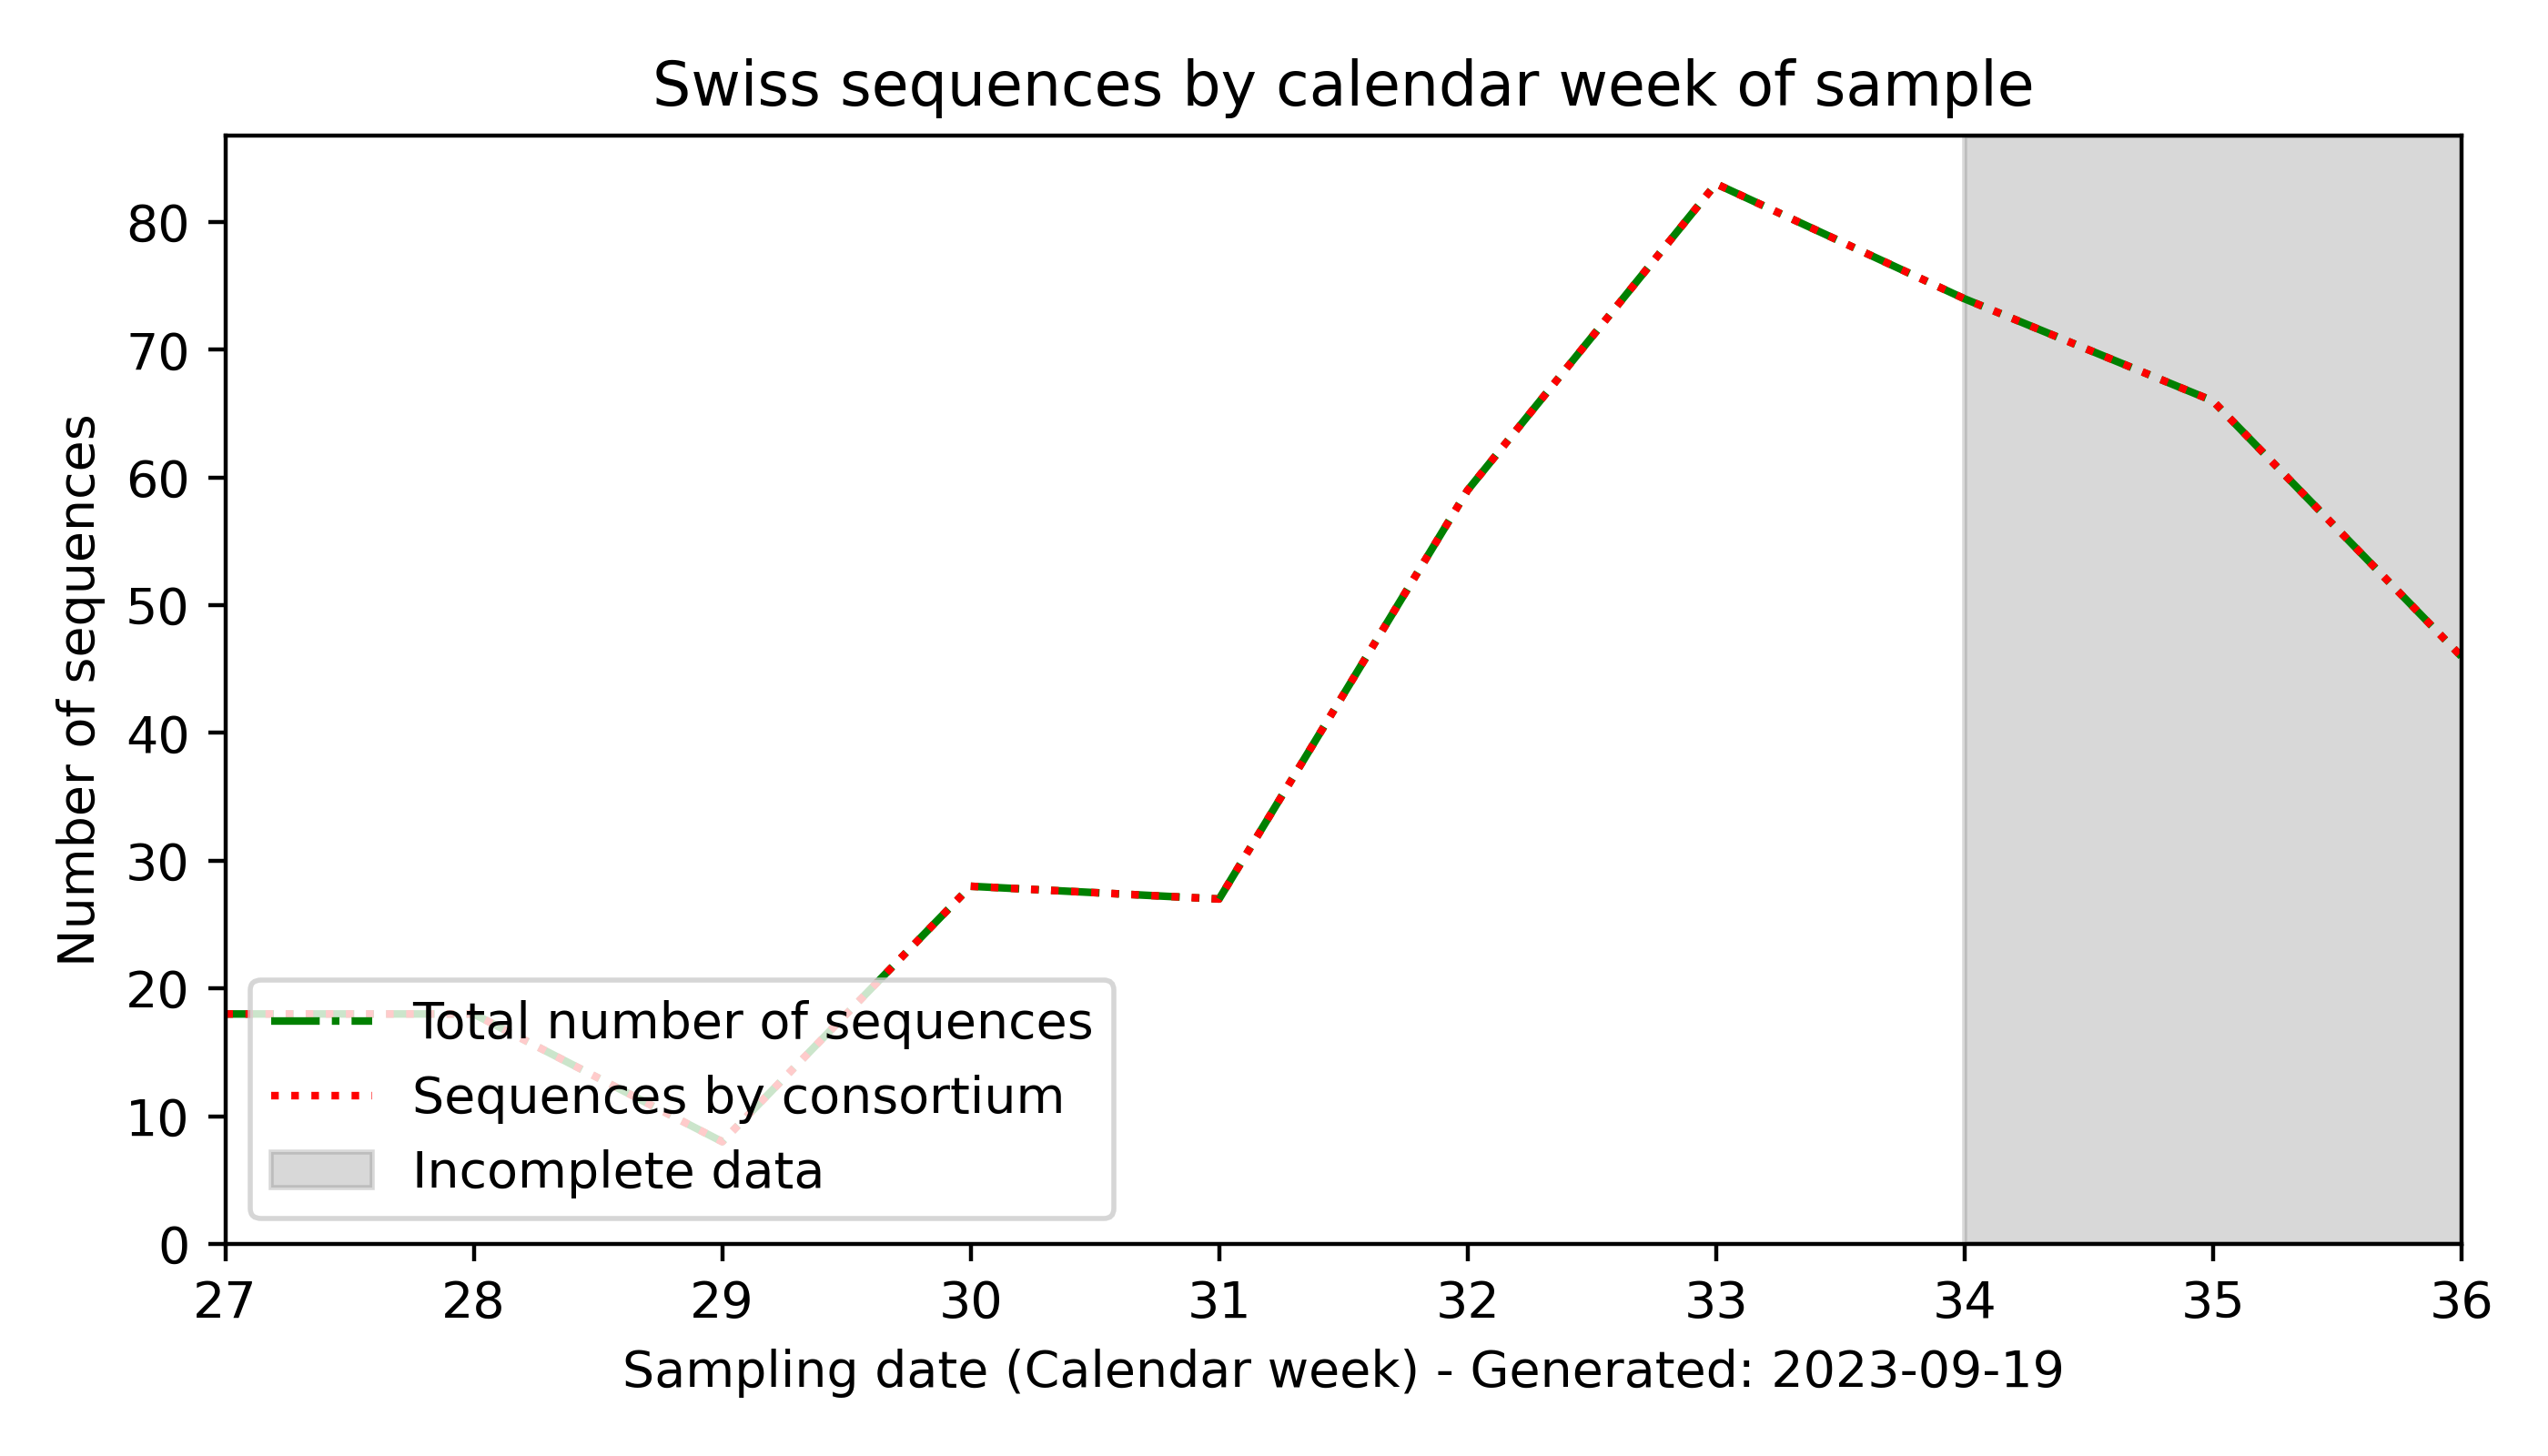 Swiss sequences by calendar week of sample
Number of sequences
80
70
60
50
40
30
20
10
0
Total number of sequences
Sequences by consortium
Incomplete data
27 28 29 30 31 32 33 34 35 36
Sampling date (Calendar week) - Generated: 2023-09-19